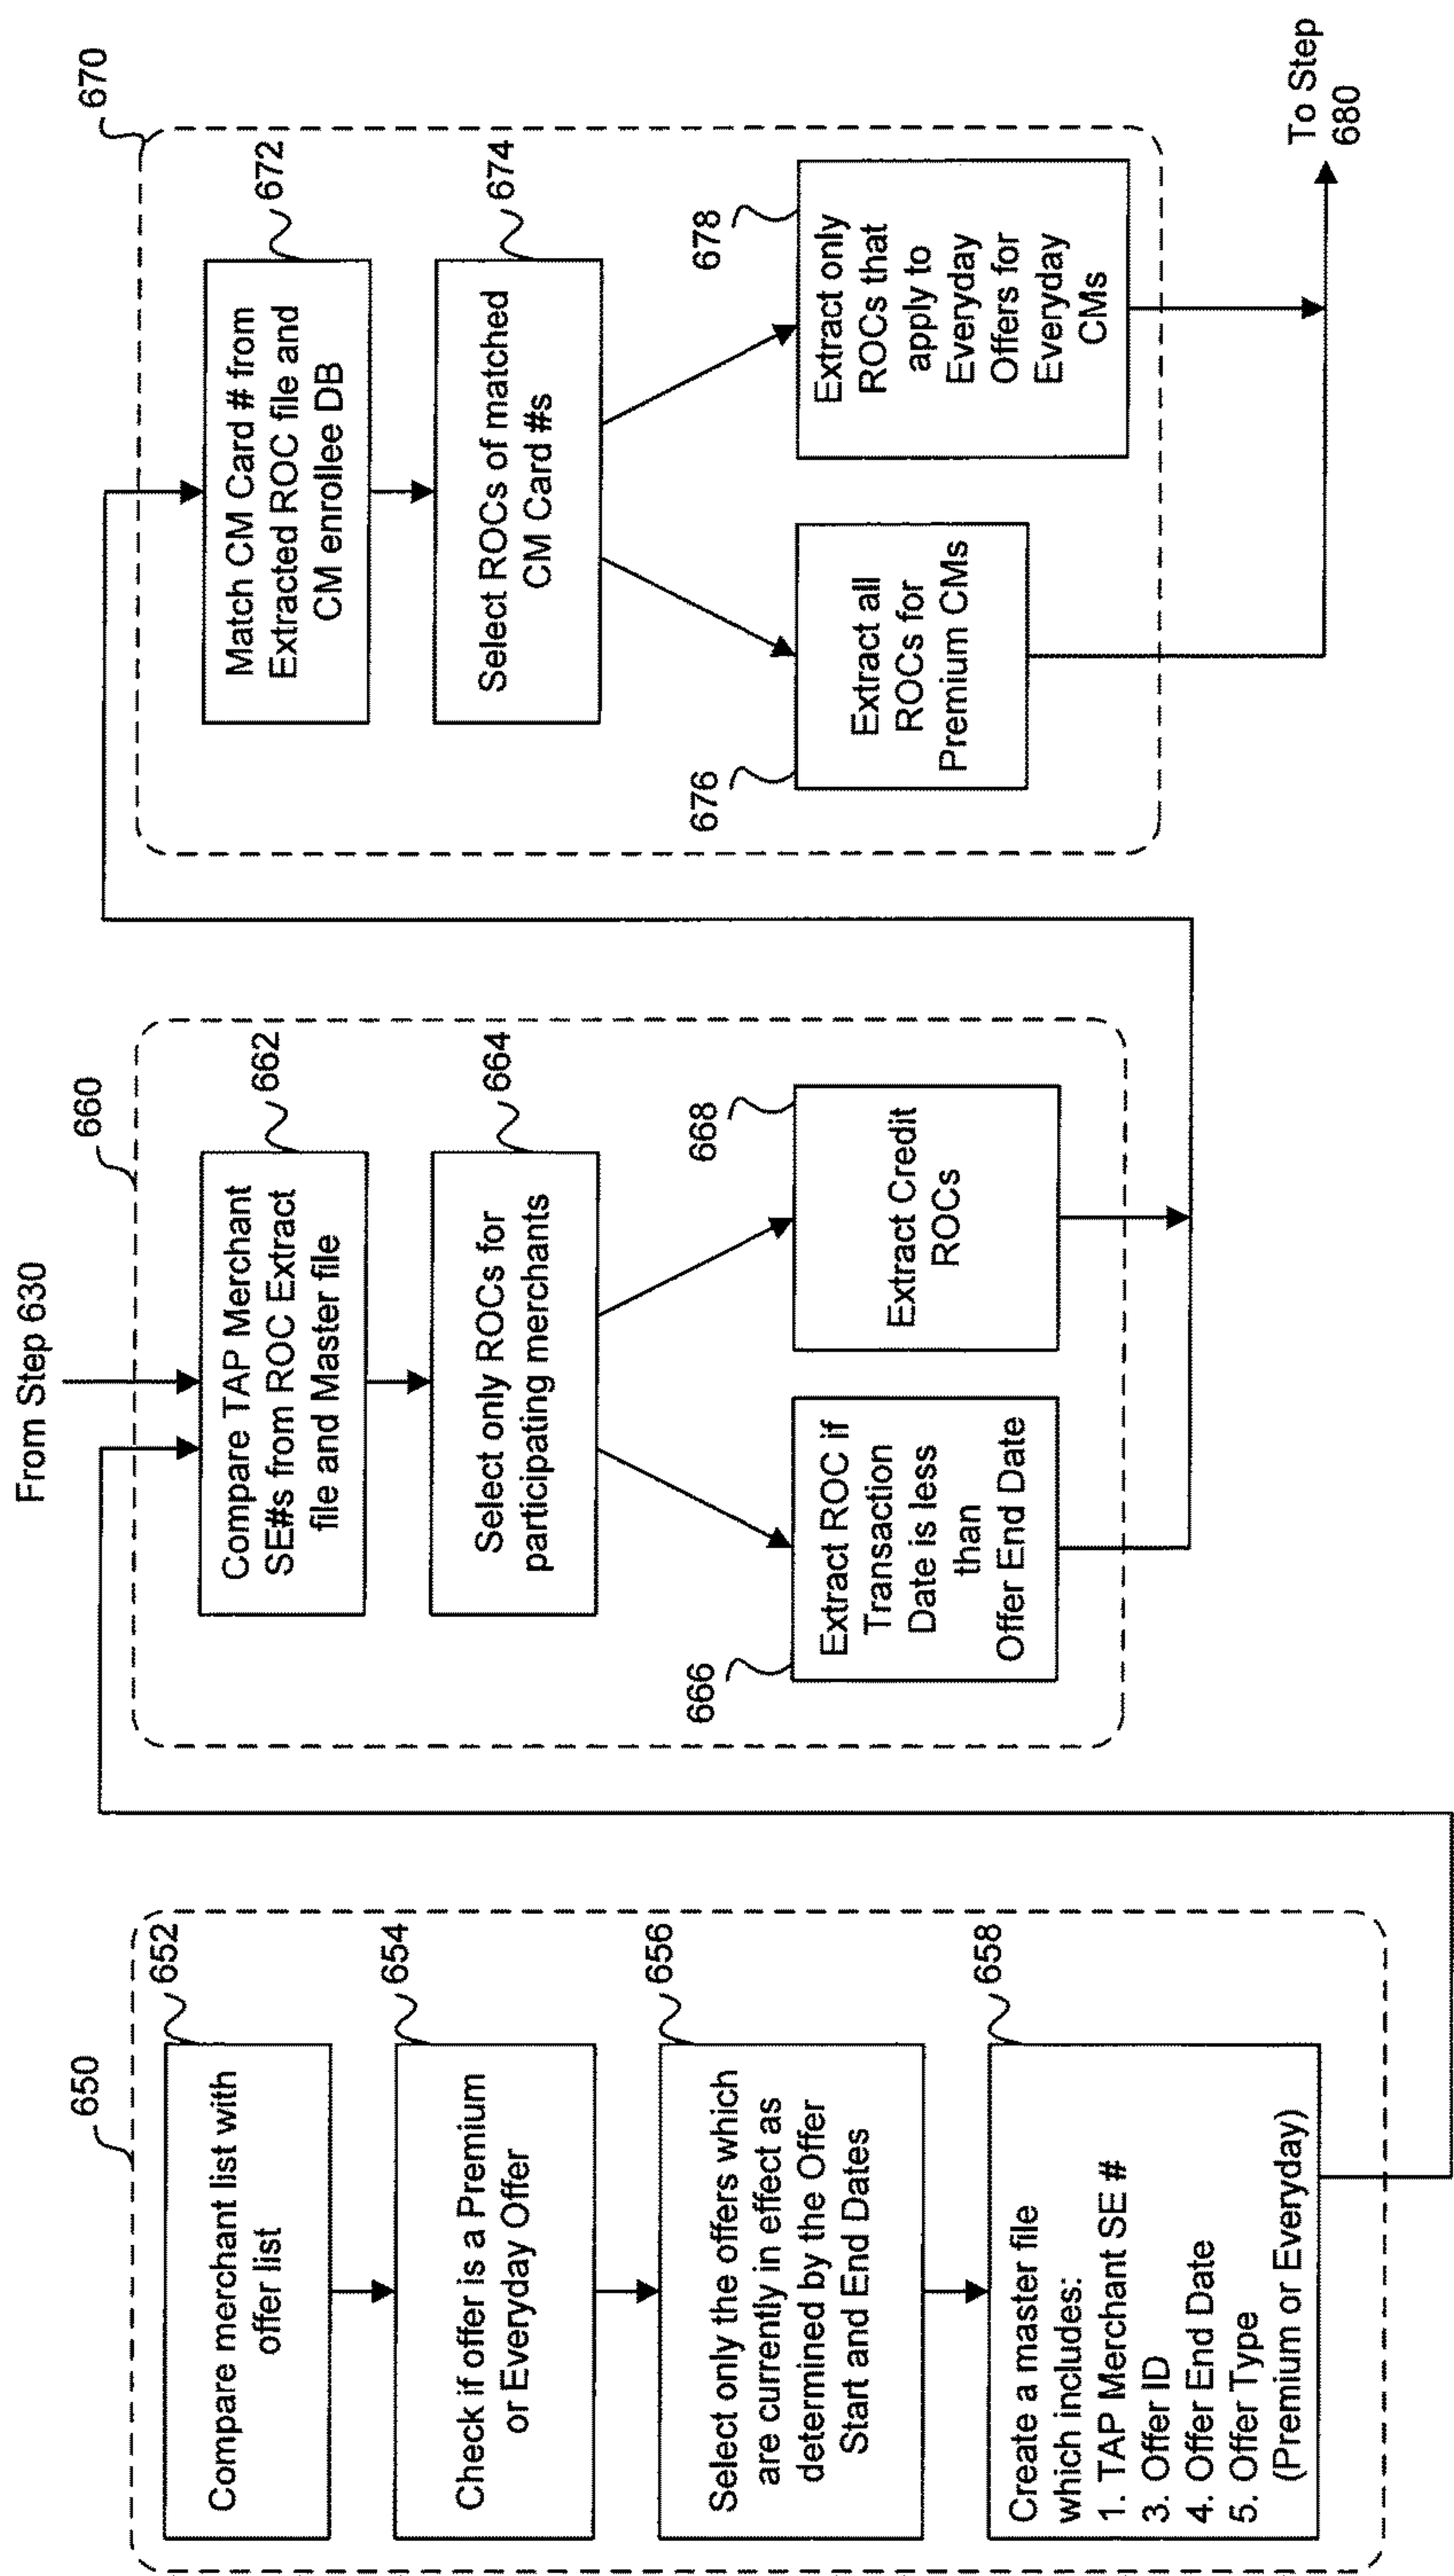 650
652
Compare merchant list with
offer list
654
Check if offer is a Premium
or Everyday Offer
656
Select only the offers which
are currently in effect as
determined by the Offer
Start and End Dates
658
Create a master file
which includes:
1. TAP Merchant SE #
3. Offer ID
4. Offer End Date
5. Offer Type
(Premium or Everyday)
From Step 630
660
662
Compare TAP Merchant
SE#s from ROC Extract
file and Master file
664
Select only ROCs for
participating merchants
666
Extract ROC if
Transaction
Date is less
than
Offer End Date
668
Extract Credit
ROCs
670
672
Match CM Card # from
Extracted ROC file and
CM enrollee DB
674
Select ROCs of matched
CM Card #s
676
Extract all
ROCs for
Premium CMs
678
Extract only
ROCs that
apply to
Everyday
Offers for
Everyday
CMs
To Step
680